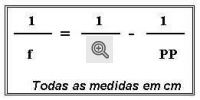 1 1 1
= -
f PP
Todas as medidas em cm